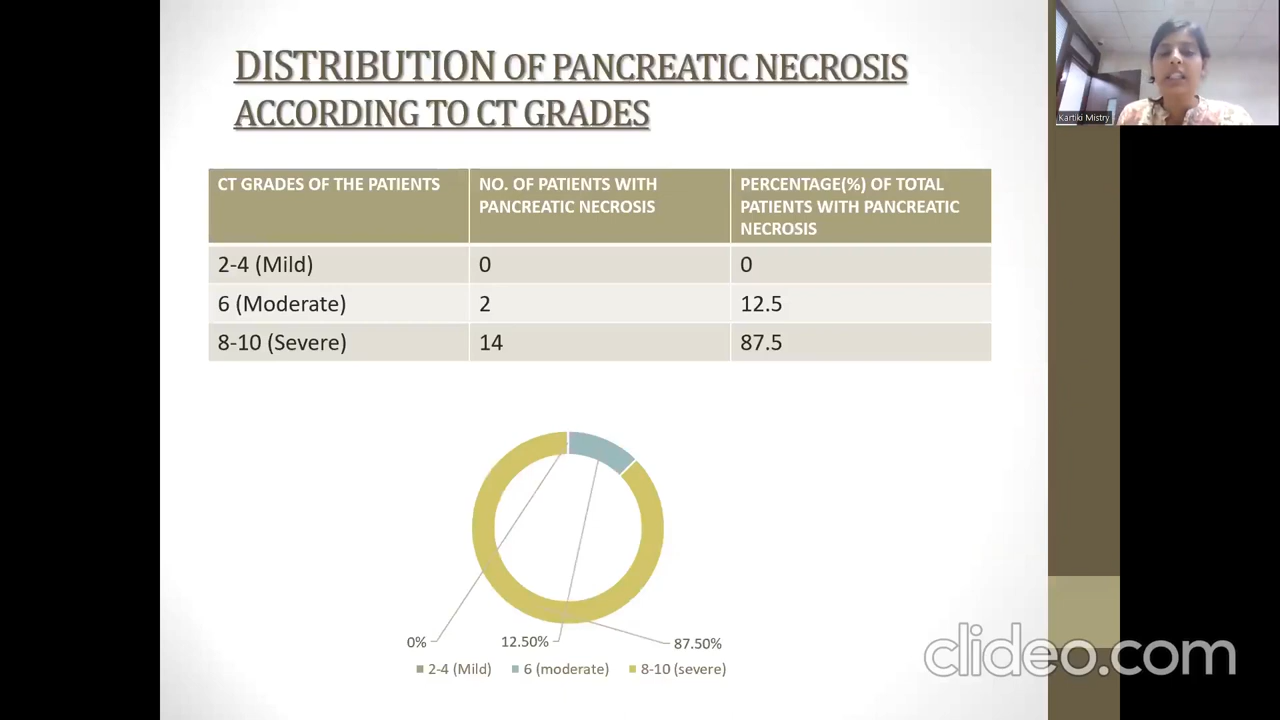 DISTRIBUTION OF PANCREATIC NECROSIS
ACCORDING TO CT GRADES
Kartiki Mistry
CT GRADES OF THE PATIENTS
NO. OF PATIENTS WITH
PANCREATIC NECROSIS
PERCENTAGE(%) OF TOTAL
PATIENTS WITH PANCREATIC
NECROSIS
2-4 (Mild) 0 0
6 (Moderate) 2 12.5
8-10 (Severe) 14 87.5
0% 12.50% 87.50%
2-4 (Mild) 6 (moderate) 8-10 (severe)
clideo.com